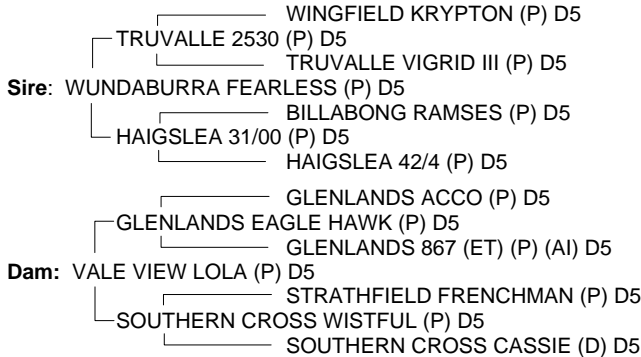 WINGFIELD KRYPTON (P) D5
TRUVALLE 2530 (P) D5
TRUVALLE VIGRID III (P) D5
Sire: WUNDABURRA FEARLESS (P) D5
BILLABONG RAMSES (P) D5
HAIGSLEA 31/00 (P) D5
HAIGSLEA 42/4 (P) D5
GLENLANDS ACCO (P) D5
GLENLANDS EAGLE HAWK (P) D5
GLENLANDS 867 (ET) (P) (AI) D5
Dam: VALE VIEW LOLA (P) D5
STRATHFIELD FRENCHMAN (P) D5
SOUTHERN CROSS WISTFUL (P) D5
SOUTHERN CROSS CASSIE (D) D5